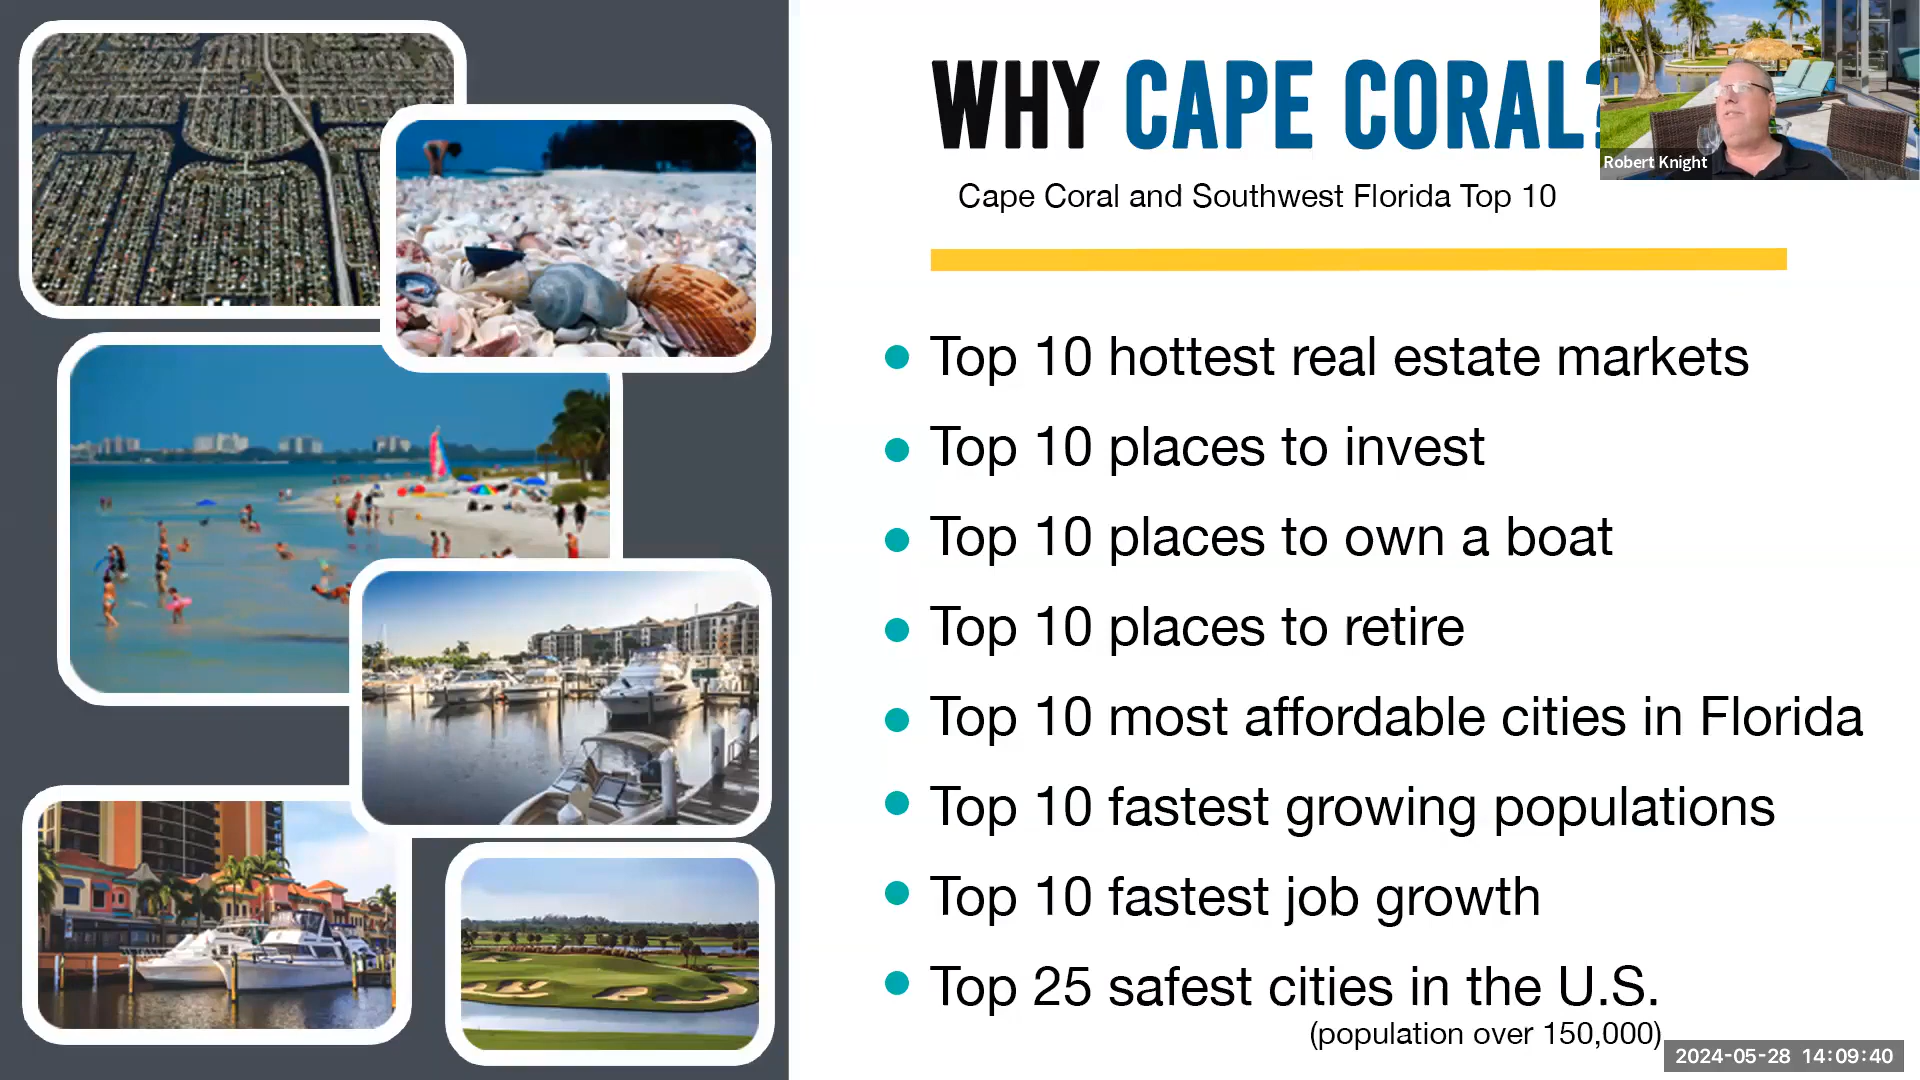 WHY CAPE CORAL?
Robert Knight
Cape Coral and Southwest Florida Top 10
Top 10 hottest real estate markets
Top 10 places to invest
Top 10 places to own a boat
Top 10 places to retire
Top 10 most affordable cities in Florida
Top 10 fastest growing populations
Top 10 fastest job growth
Top 25 safest cities in the U.S.
(population over 150,000)
2024-05-28 14:09:40